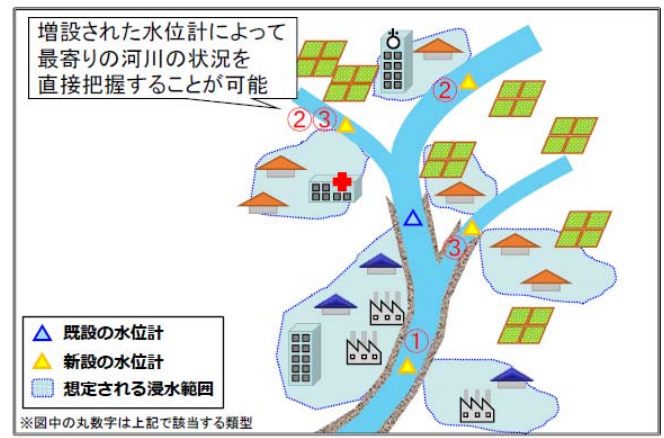 増設された水位計によって
最寄りの河川の状況を
直接把握することが可能
②
②③
③
①
既設の水位計
新設の水位計
想定される浸水範囲
※図中の丸数字は上記で該当する類型